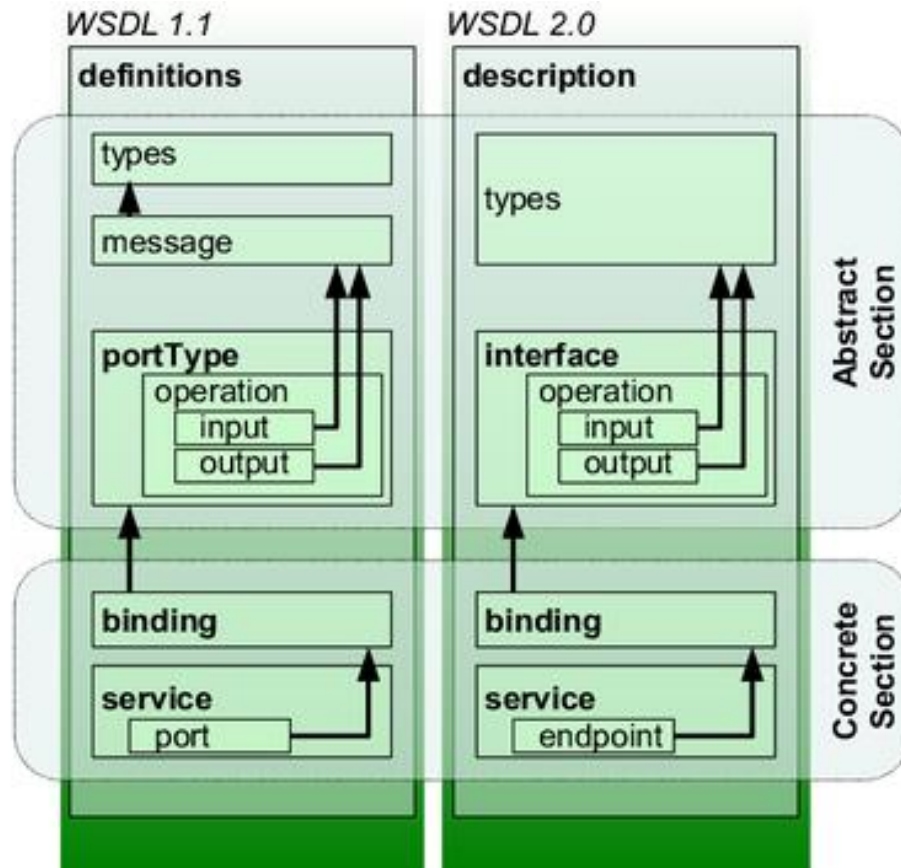 WSDL 1.1
definitions
types
message
portType
operation
input
output
binding
service
port
WSDL 2.0
description
types
interface
operation
input
output
binding
service
endpoint
Abstract
Section
Concrete
Section